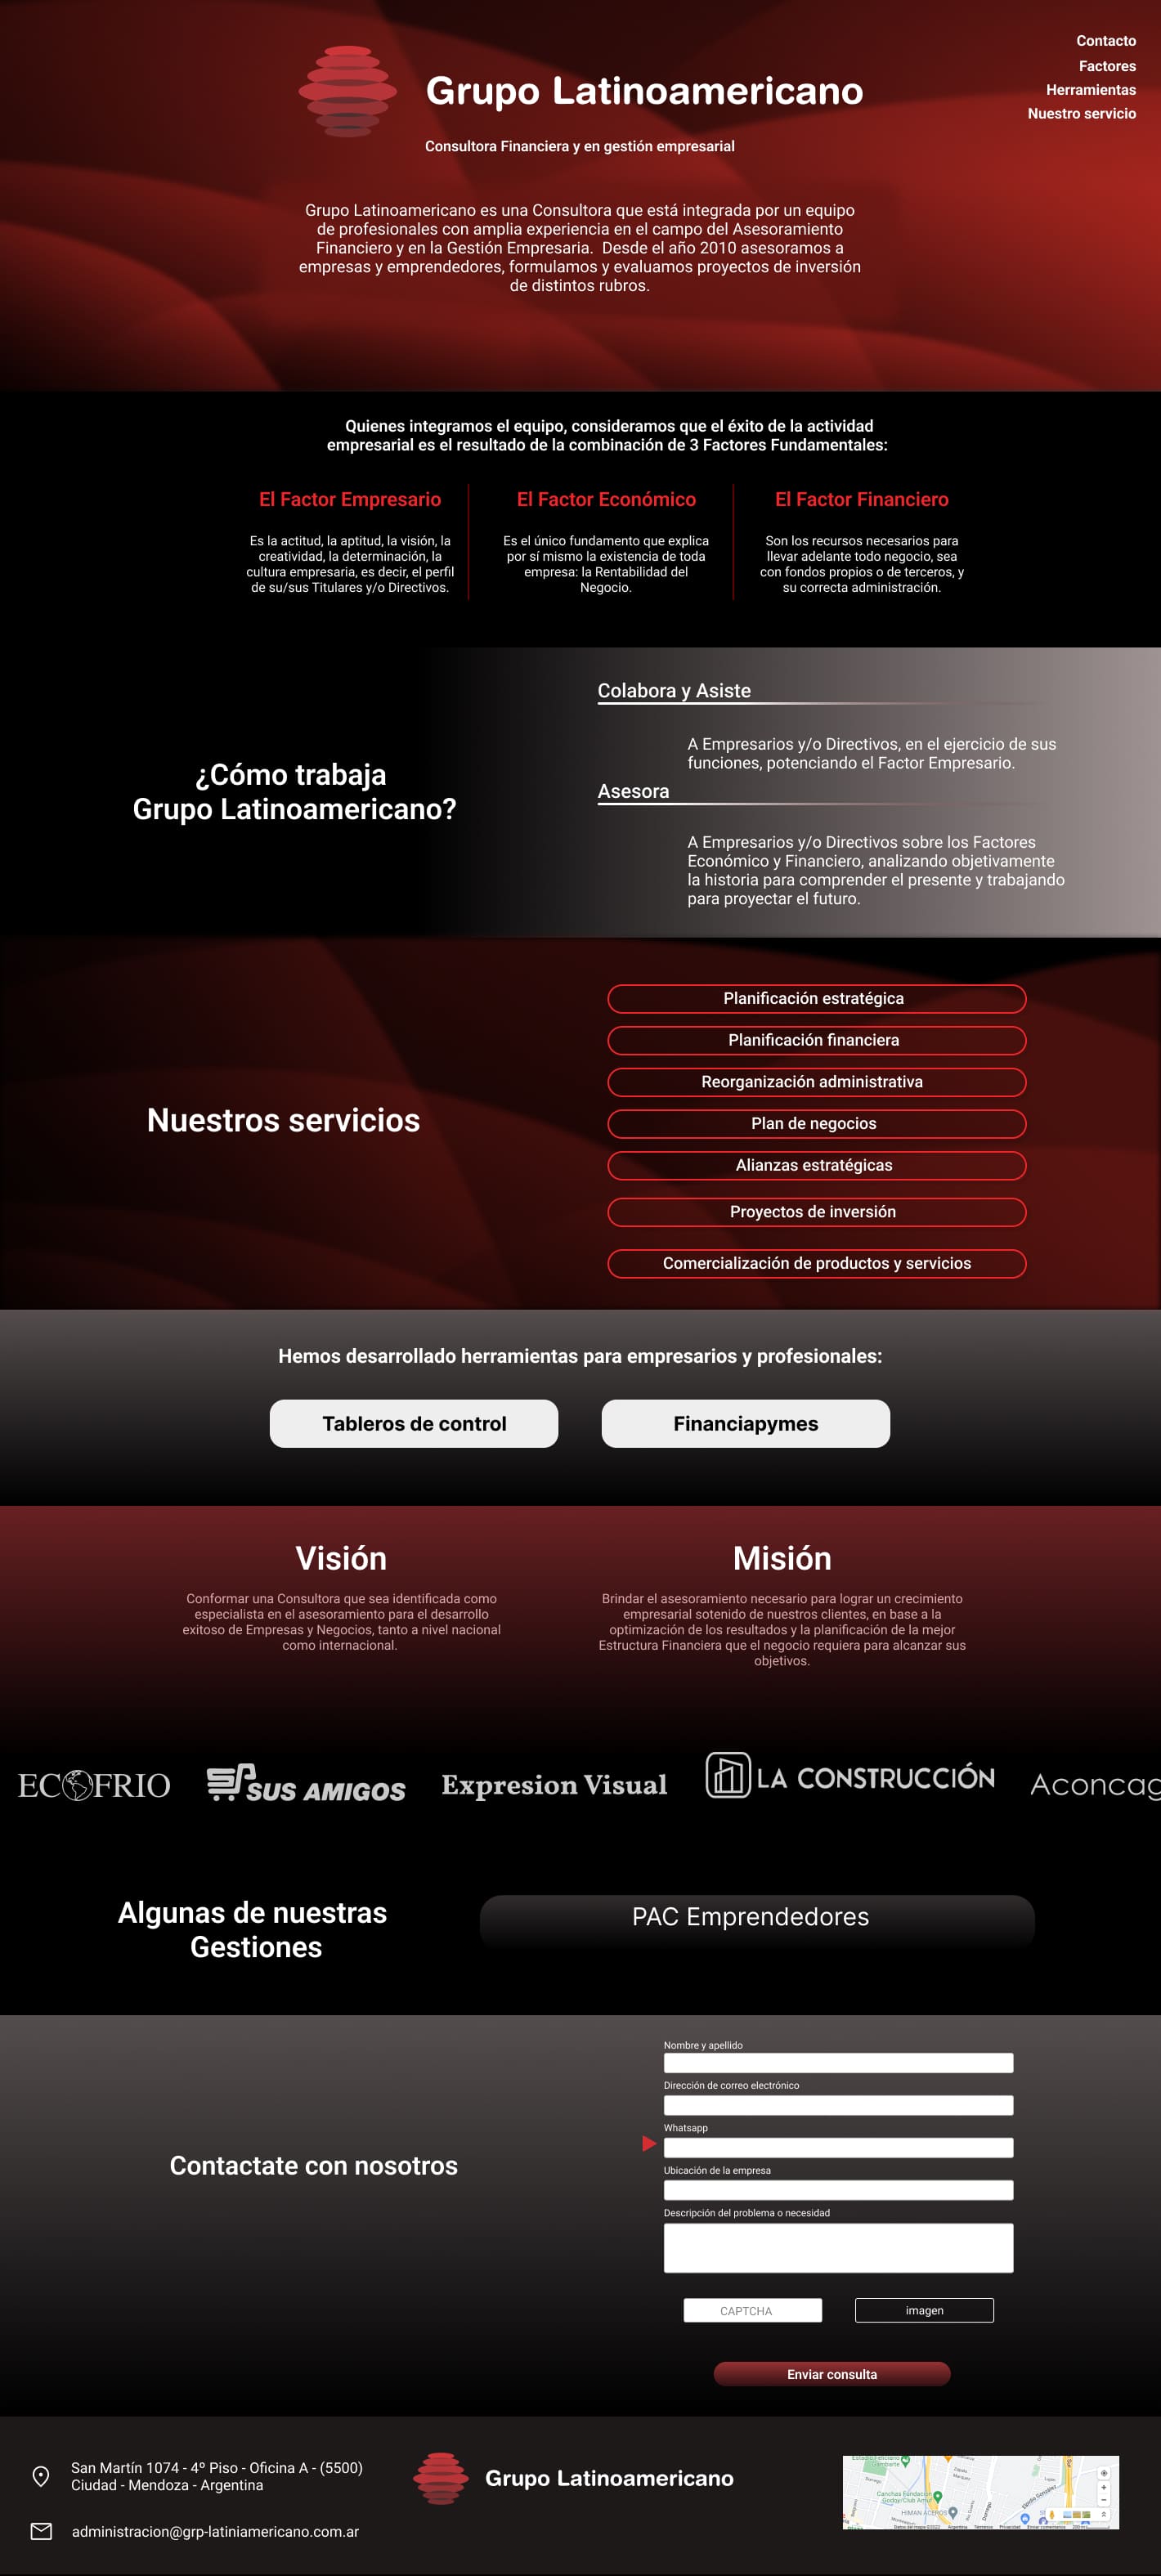 Contacto
Factores
Herramientas
Nuestro servicio
Grupo Latinoamericano
Consultora Financiera y en gestión empresarial
Grupo Latinoamericano es una Consultora que está integrada por un equipo
de profesionales con amplia experiencia en el campo del Asesoramiento
Financiero y en la Gestión Empresaria. Desde el año 2010 asesoramos a
empresas y emprendedores, formulamos y evaluamos proyectos de inversión
de distintos rubros.
Quienes integramos el equipo, consideramos que el éxito de la actividad
empresarial es el resultado de la combinación de 3 Factores Fundamentales:
El Factor Empresario
Es la actitud, la aptitud, la visión, la
creatividad, la determinación, la
cultura empresaria, es decir, el perfil
de su/sus Titulares y/o Directivos.
El Factor Económico
Es el único fundamento que explica
por sí mismo la existencia de toda
empresa: la Rentabilidad del
Negocio.
El Factor Financiero
Son los recursos necesarios para
llevar adelante todo negocio, sea
con fondos propios o de terceros, y
su correcta administración.
¿Cómo trabaja
Grupo Latinoamericano?
Colabora y Asiste
A Empresarios y/o Directivos, en el ejercicio de sus
funciones, potenciando el Factor Empresario.
Asesora
A Empresarios y/o Directivos sobre los Factores
Económico y Financiero, analizando objetivamente
la historia para comprender el presente y trabajando
para proyectar el futuro.
Nuestros servicios
Planificación estratégica
Planificación financiera
Reorganización administrativa
Plan de negocios
Alianzas estratégicas
Proyectos de inversión
Comercialización de productos y servicios
Hemos desarrollado herramientas para empresarios y profesionales:
Tableros de control
Financiapymes
Visión
Conformar una Consultora que sea identificada como
especialista en el asesoramiento para el desarrollo
exitoso de Empresas y Negocios, tanto a nivel nacional
como internacional.
Misión
Brindar el asesoramiento necesario para lograr un crecimiento
empresarial sotenido de nuestros clientes, en base a la
optimización de los resultados y la planificación de la mejor
Estructura Financiera que el negocio requiera para alcanzar sus
objetivos.
ECOFRIO
SUS AMIGOS
Expresion Visual
LA CONSTRUCCIÓN
Aconcag
Algunas de nuestras
Gestiones
PAC Emprendedores
Contactate con nosotros
Nombre y apellido
Dirección de correo electrónico
Whatsapp
Ubicación de la empresa
Descripción del problema o necesidad
CAPTCHA
imagen
Enviar consulta
San Martín 1074 - 4º Piso - Oficina A - (5500)
Ciudad - Mendoza - Argentina
administracion@grp-latiniamericano.com.ar
Grupo Latinoamericano
Canchas Fundación
Godoy/Club Amut
HIMAN ACEROS